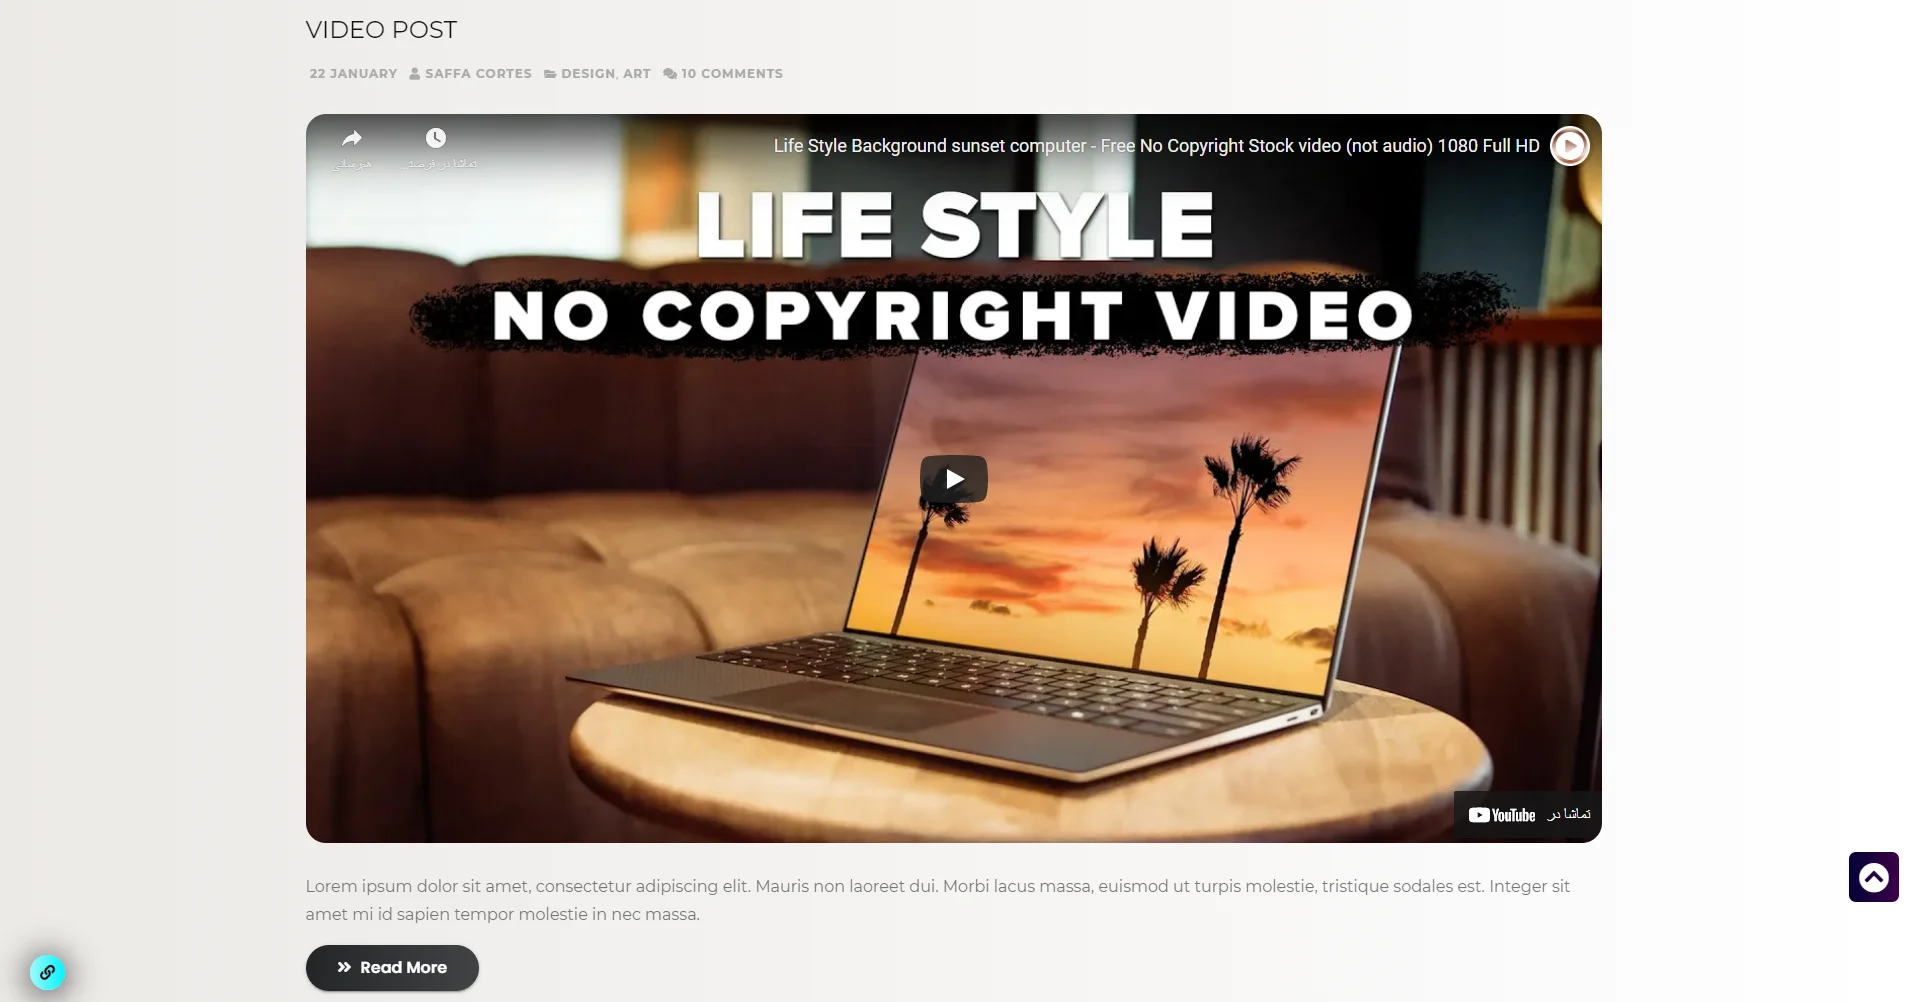 VIDEO POST
22 JANUARY SAFFA CORTES DESIGN, ART 10 COMMENTS
هم‌رسانی
تماشا در فرصتی...
Life Style Background sunset computer - Free No Copyright Stock video (not audio) 1080 Full HD
LIFE STYLE
NO COPYRIGHT VIDEO
تماشا در YouTube
Lorem ipsum dolor sit amet, consectetur adipiscing elit. Mauris non laoreet dui. Morbi lacus massa, euismod ut turpis molestie, tristique sodales est. Integer sit
amet mi id sapien tempor molestie in nec massa.
Read More